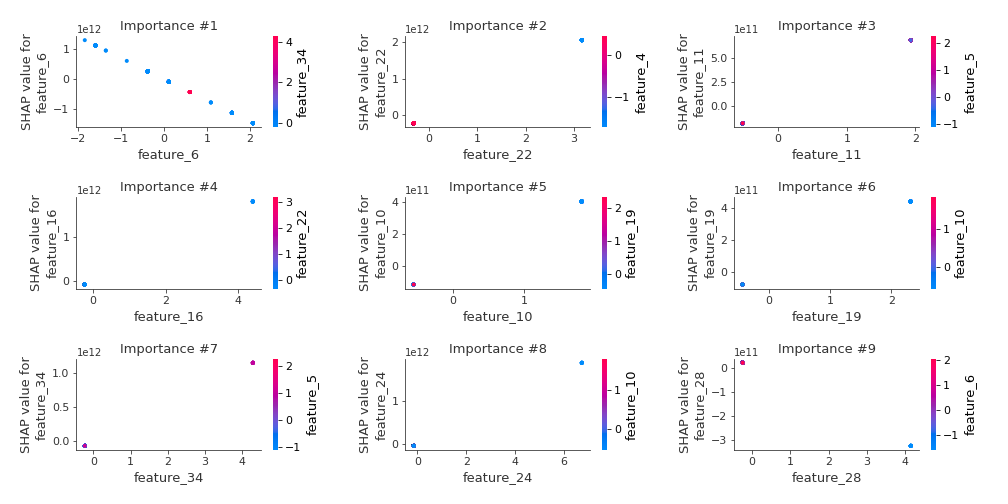 Importance #1
1e12
SHAP value for
feature_6
1
0
−1
−2
−1
0
1
2
feature_6
4
2
0
feature_34
Importance #2
1e12
SHAP value for
feature_22
2
1
0
0
1
2
3
feature_22
0
−1
feature_4
Importance #3
1e11
SHAP value for
feature_11
5.0
2.5
0.0
0
1
2
feature_11
2
1
0
−1
feature_5
Importance #4
1e12
SHAP value for
feature_16
1
0
0
2
4
feature_16
3
2
1
0
feature_22
Importance #5
1e11
SHAP value for
feature_10
4
2
0
0
1
feature_10
2
1
0
feature_19
Importance #6
1e11
SHAP value for
feature_19
4
2
0
0
1
2
feature_19
1
0
feature_10
Importance #7
1e12
SHAP value for
feature_34
1.0
0.5
0.0
0
1
2
3
4
feature_34
2
1
0
−1
feature_5
Importance #8
1e12
SHAP value for
feature_24
1
0
0
2
4
6
feature_24
1
0
feature_10
Importance #9
1e11
SHAP value for
feature_28
0
−1
−2
−3
0
1
2
3
4
feature_28
2
1
0
−1
feature_6